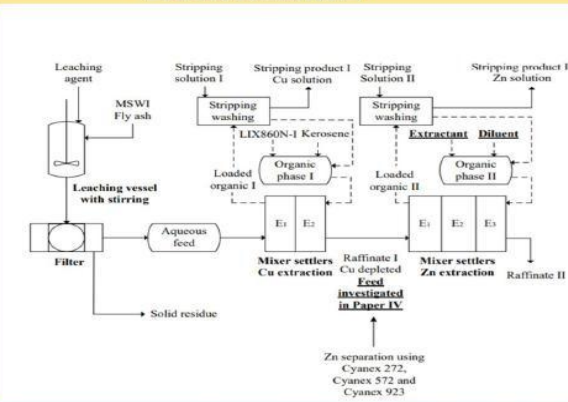 Leaching
agent
MSWI
Fly ash
Leaching vessel
with stirring
Filter
Solid residue
Aqueous
feed
Stripping
solution I
Stripping product I
Cu solution
Stripping
washing
LIX860N-I Kerosene
Organic
phase I
Loaded
organic I
E1 E2
Mixer settlers
Cu extraction
Raffinate I
Cu depleted
Feed
investigated
in Paper IV
Zn separation using
Cyanex 272,
Cyanex 572 and
Cyanex 923
Stripping
Solution II
Stripping product I
Zn solution
Stripping
washing
Extractant Diluent
Organic
phase II
Loaded
organic II
E1 E2 E3
Mixer settlers
Zn extraction
Raffinate II